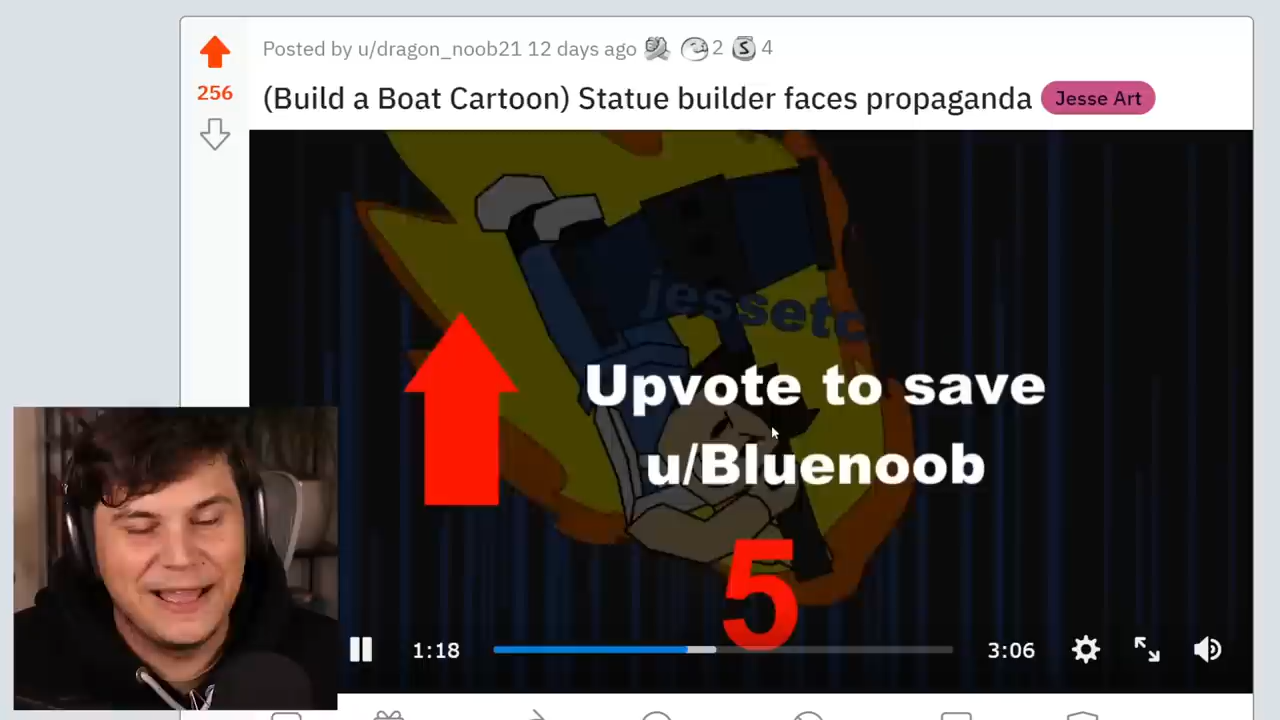 Posted by u/dragon_noob21 12 days ago 2 4
256
(Build a Boat Cartoon) Statue builder faces propaganda Jesse Art
jessetc
Upvote to save
u/Bluenoob
5
1:18 3:06